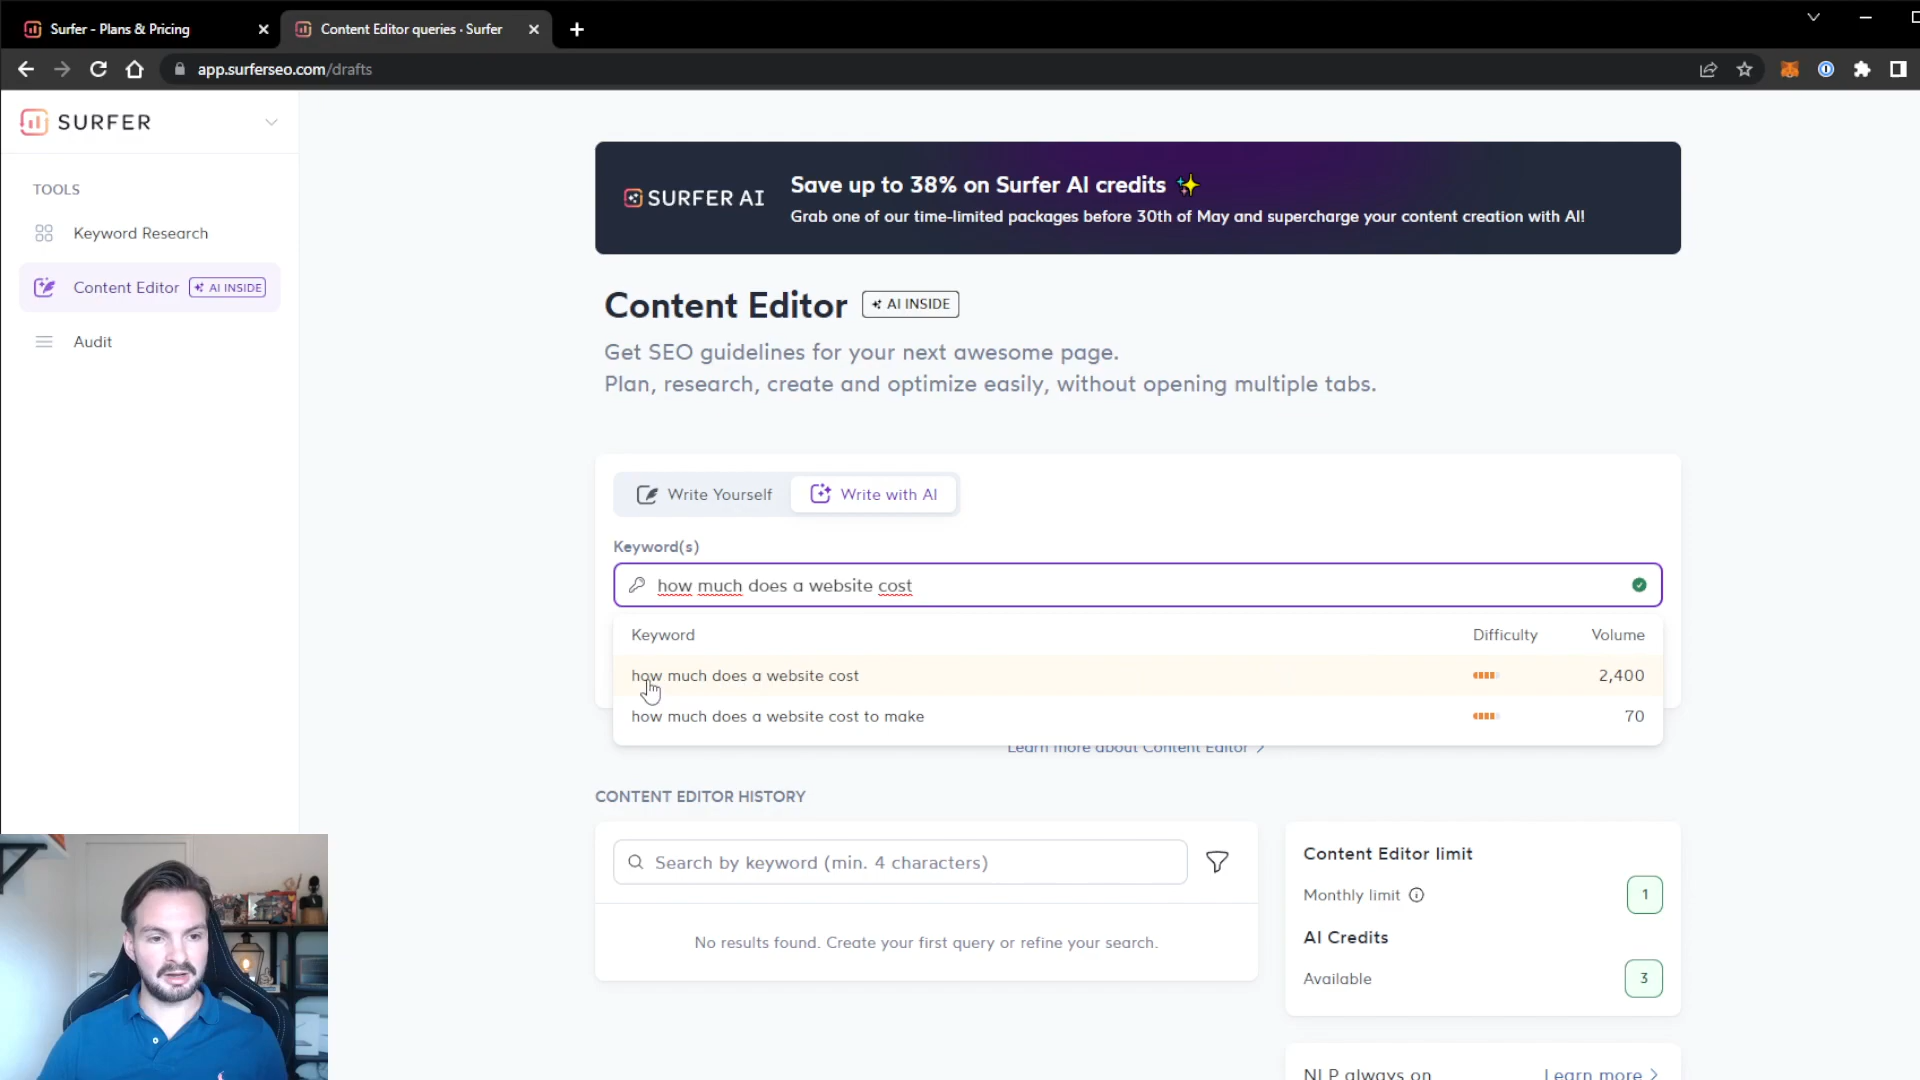 Surfer - Plans & Pricing
Content Editor queries · Surfer
app.surferseo.com/drafts
SURFER
TOOLS
Keyword Research
Content Editor AI INSIDE
Audit
SURFER AI
Save up to 38% on Surfer AI credits
Grab one of our time-limited packages before 30th of May and supercharge your content creation with AI!
Content Editor AI INSIDE
Get SEO guidelines for your next awesome page.
Plan, research, create and optimize easily, without opening multiple tabs.
Write Yourself Write with AI
Keyword(s)
how much does a website cost
Keyword Difficulty Volume
how much does a website cost 2,400
how much does a website cost to make 70
Learn more about Content Editor
CONTENT EDITOR HISTORY
Search by keyword (min. 4 characters)
No results found. Create your first query or refine your search.
Content Editor limit
Monthly limit 1
AI Credits
Available 3
NLP always on Learn more